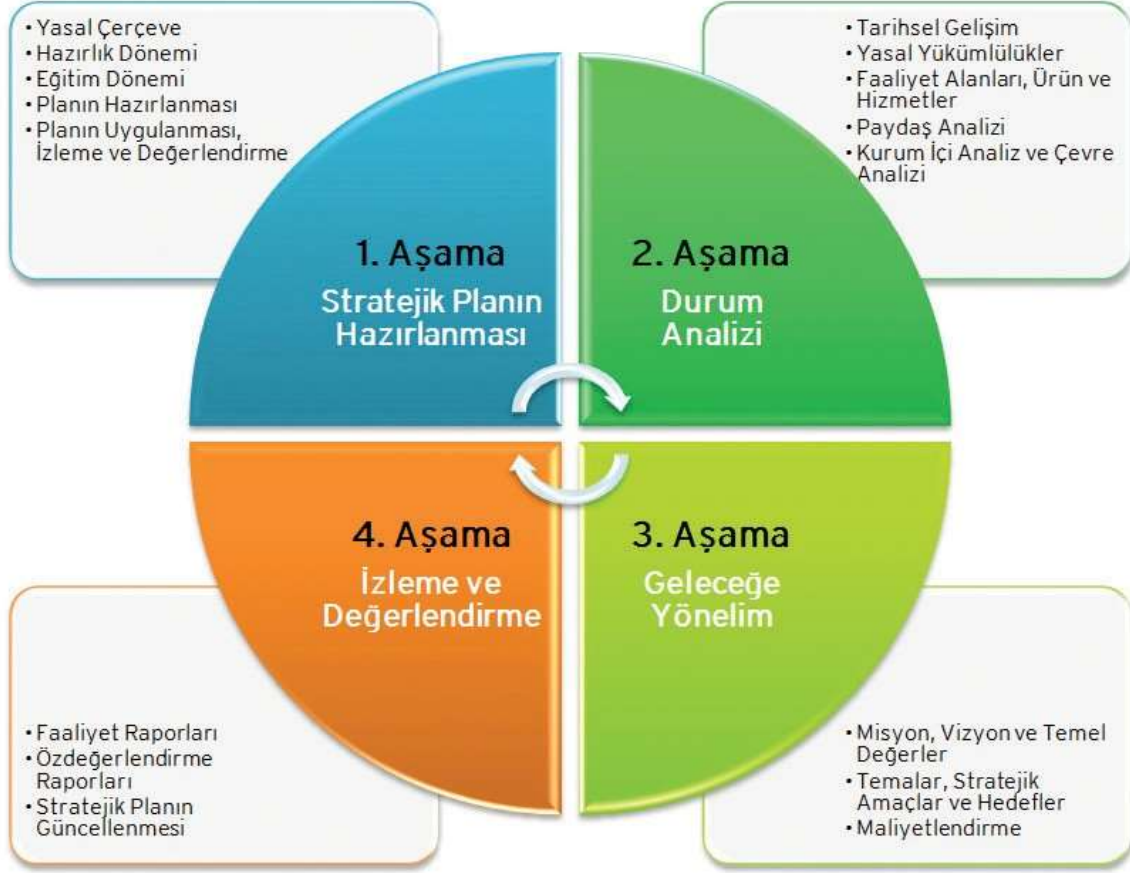 • Yasal Çerçeve
• Hazırlık Dönemi
• Eğitim Dönemi
• Planın Hazırlanması
• Planın Uygulanması,
İzleme ve Değerlendirme
1. Aşama
Stratejik Planın
Hazırlanması
• Tarihsel Gelişim
• Yasal Yükümlülükler
• Faaliyet Alanları, Ürün ve
Hizmetler
• Paydaş Analizi
• Kurum İçi Analiz ve Çevre
Analizi
2. Aşama
Durum
Analizi
3. Aşama
Geleceğe
Yönelim
• Misyon, Vizyon ve Temel
Değerler
• Temalar, Stratejik
Amaçlar ve Hedefler
• Maliyetlendirme
4. Aşama
İzleme ve
Değerlendirme
• Faaliyet Raporları
• Özdeğerlendirme
Raporları
• Stratejik Planın
Güncellenmesi